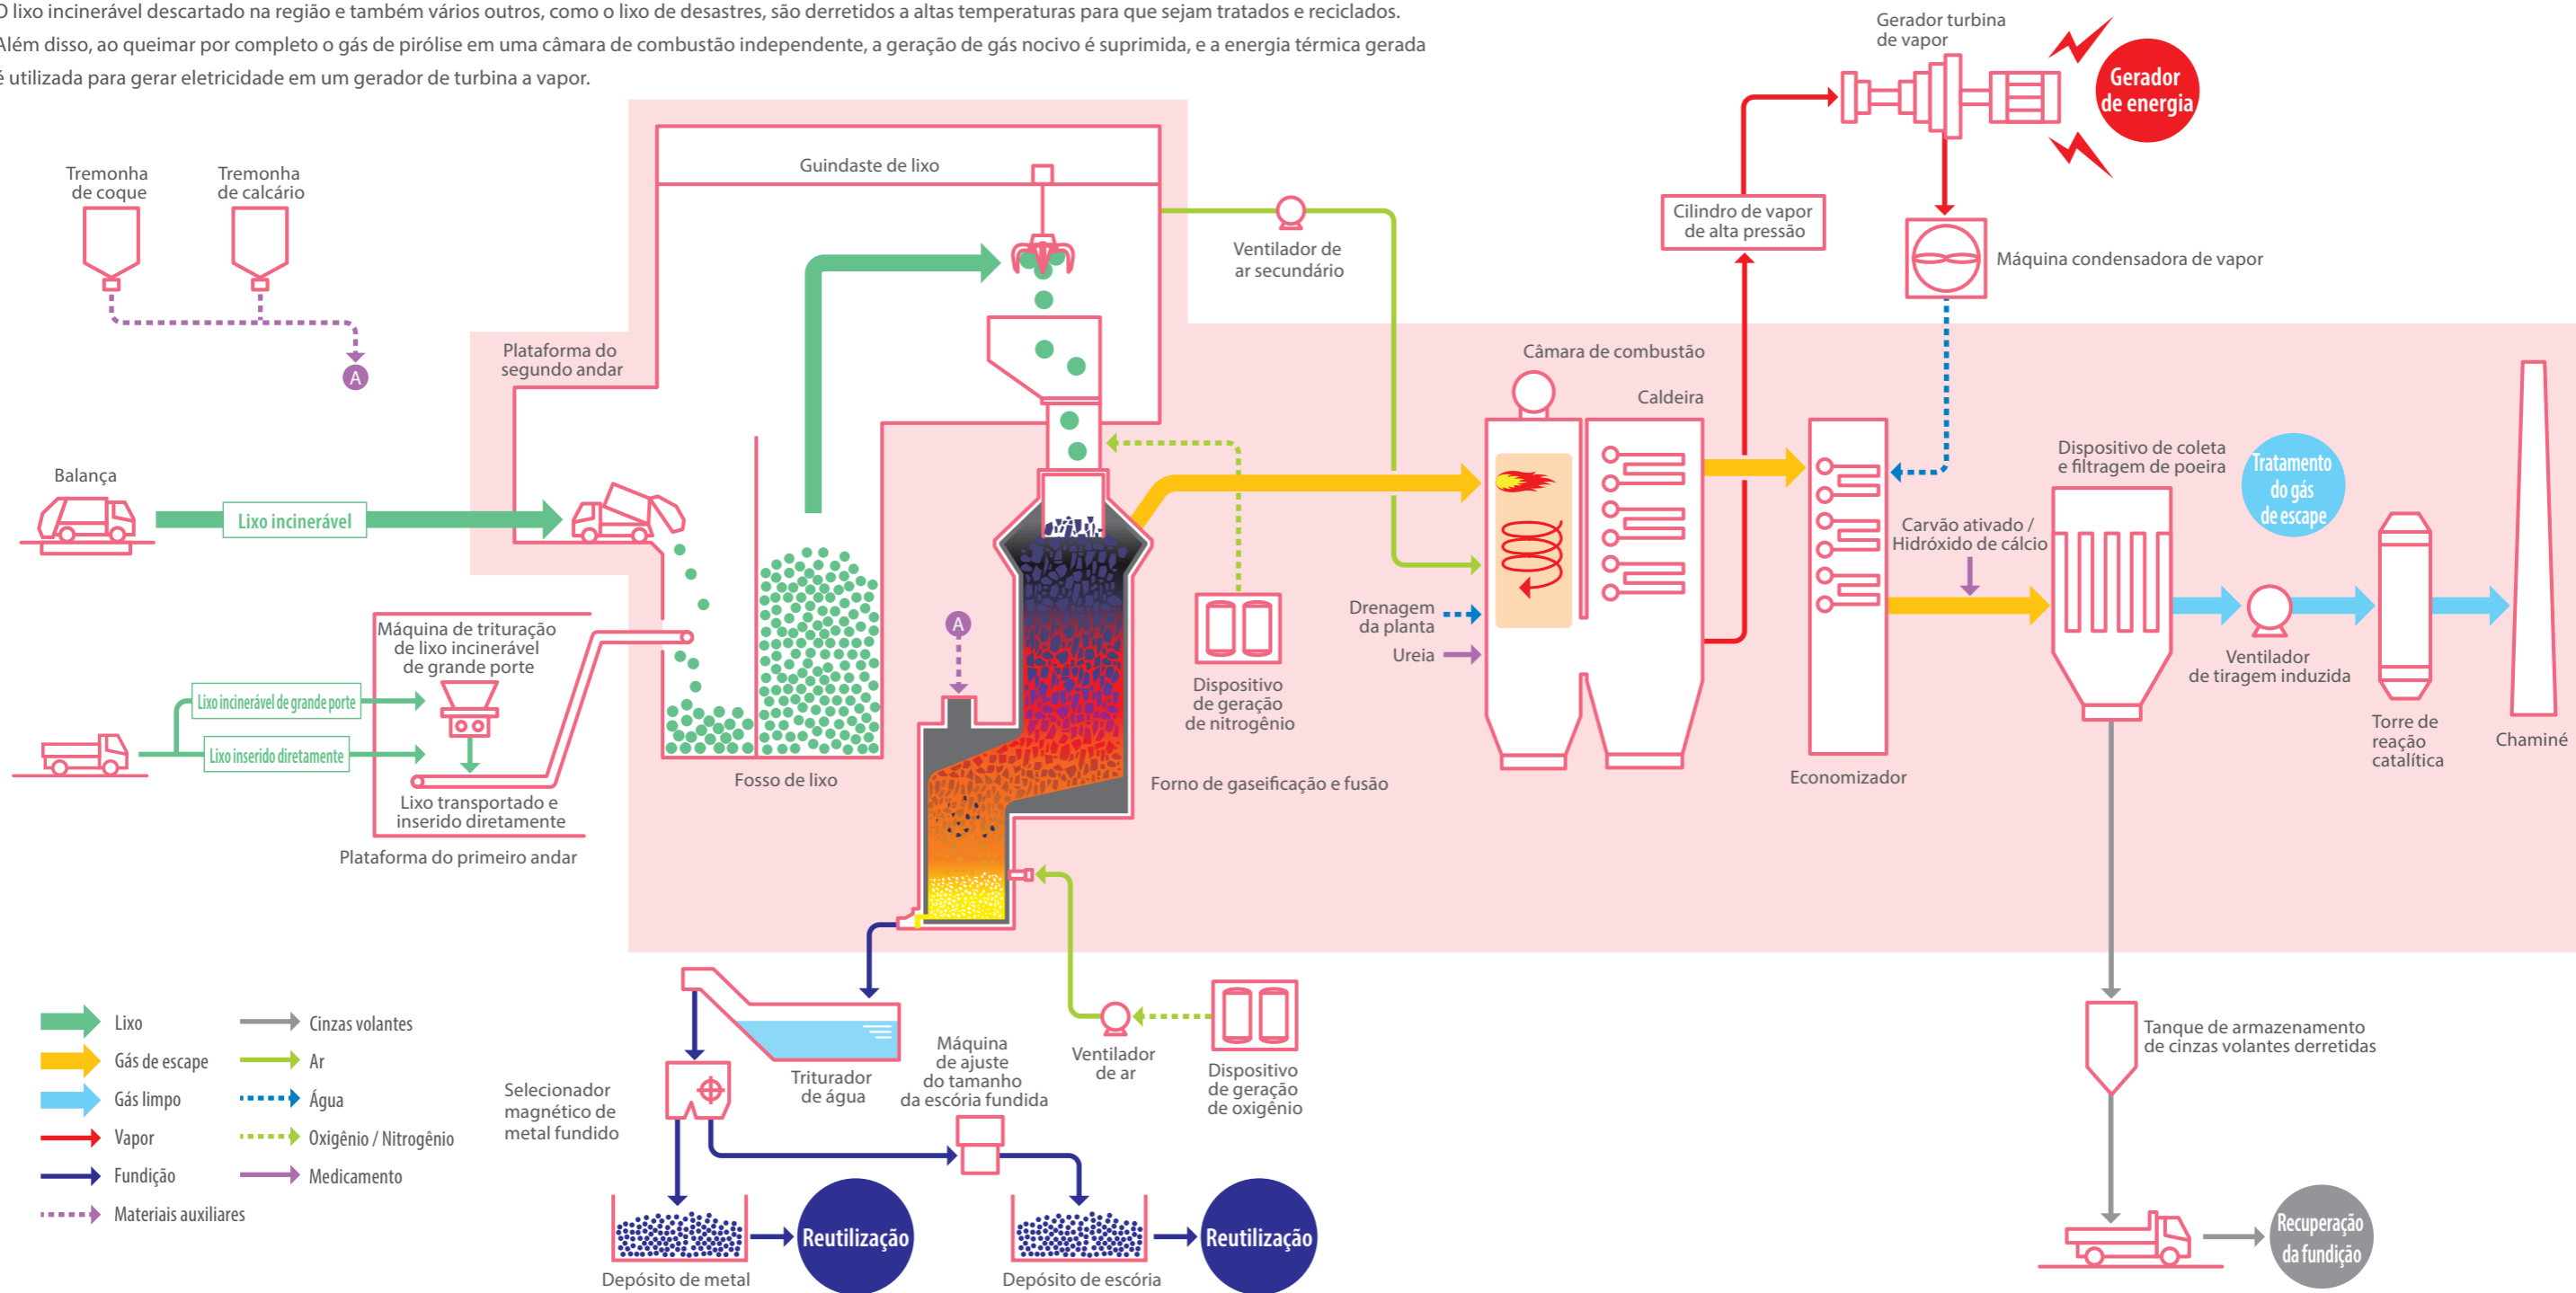 O lixo incinerável descartado na região e também vários outros, como o lixo de desastres, são derretidos a altas temperaturas para que sejam tratados e reciclados.
Além disso, ao queimar por completo o gás de pirólise em uma câmara de combustão independente, a geração de gás nocivo é suprimida, e a energia térmica gerada
é utilizada para gerar eletricidade em um gerador de turbina a vapor.
Gerador turbina
de vapor
Gerador
de energia
Guindaste de lixo
Tremonha
de coque
Tremonha
de calcário
A
Ventilador de
ar secundário
Cilindro de vapor
de alta pressão
Máquina condensadora de vapor
Plataforma do
segundo andar
Câmara de combustão
Caldeira
Balança
Lixo incinerável
Dispositivo de coleta
e filtragem de poeira
Tratamento
do gás
de escape
Carvão ativado /
Hidróxido de cálcio
Máquina de trituração
de lixo incinerável
de grande porte
Lixo incinerável de grande porte
Lixo inserido diretamente
Lixo transportado e
inserido diretamente
Plataforma do primeiro andar
Fosso de lixo
A
Dispositivo
de geração
de nitrogênio
Forno de gaseificação e fusão
Drenagem
da planta
Ureia
Economizador
Ventilador
de tiragem induzida
Torre de
reação
catalítica
Chaminé
Lixo
Gás de escape
Gás limpo
Vapor
Fundição
Materiais auxiliares
Cinzas volantes
Ar
Água
Oxigênio / Nitrogênio
Medicamento
Selecionador
magnético de
metal fundido
Triturador
de água
Máquina
de ajuste
do tamanho
da escória fundida
Ventilador
de ar
Dispositivo
de geração
de oxigênio
Depósito de metal
Reutilização
Depósito de escória
Reutilização
Tanque de armazenamento
de cinzas volantes derretidas
Recuperação
da fundição